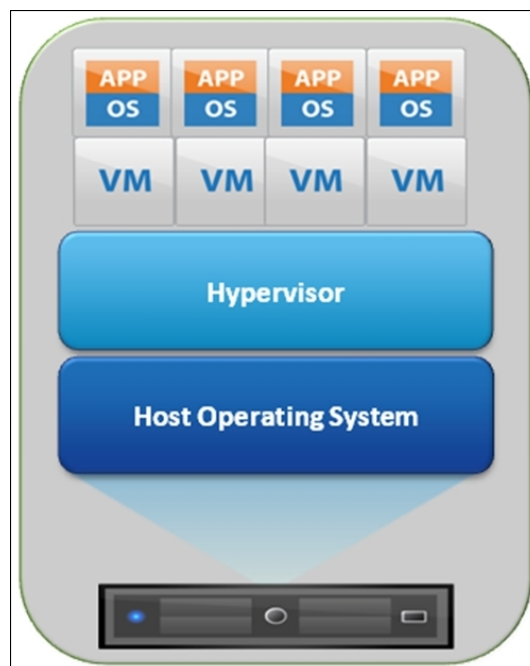 APP APP APP APP
OS OS OS OS
VM VM VM VM
Hypervisor
Host Operating System